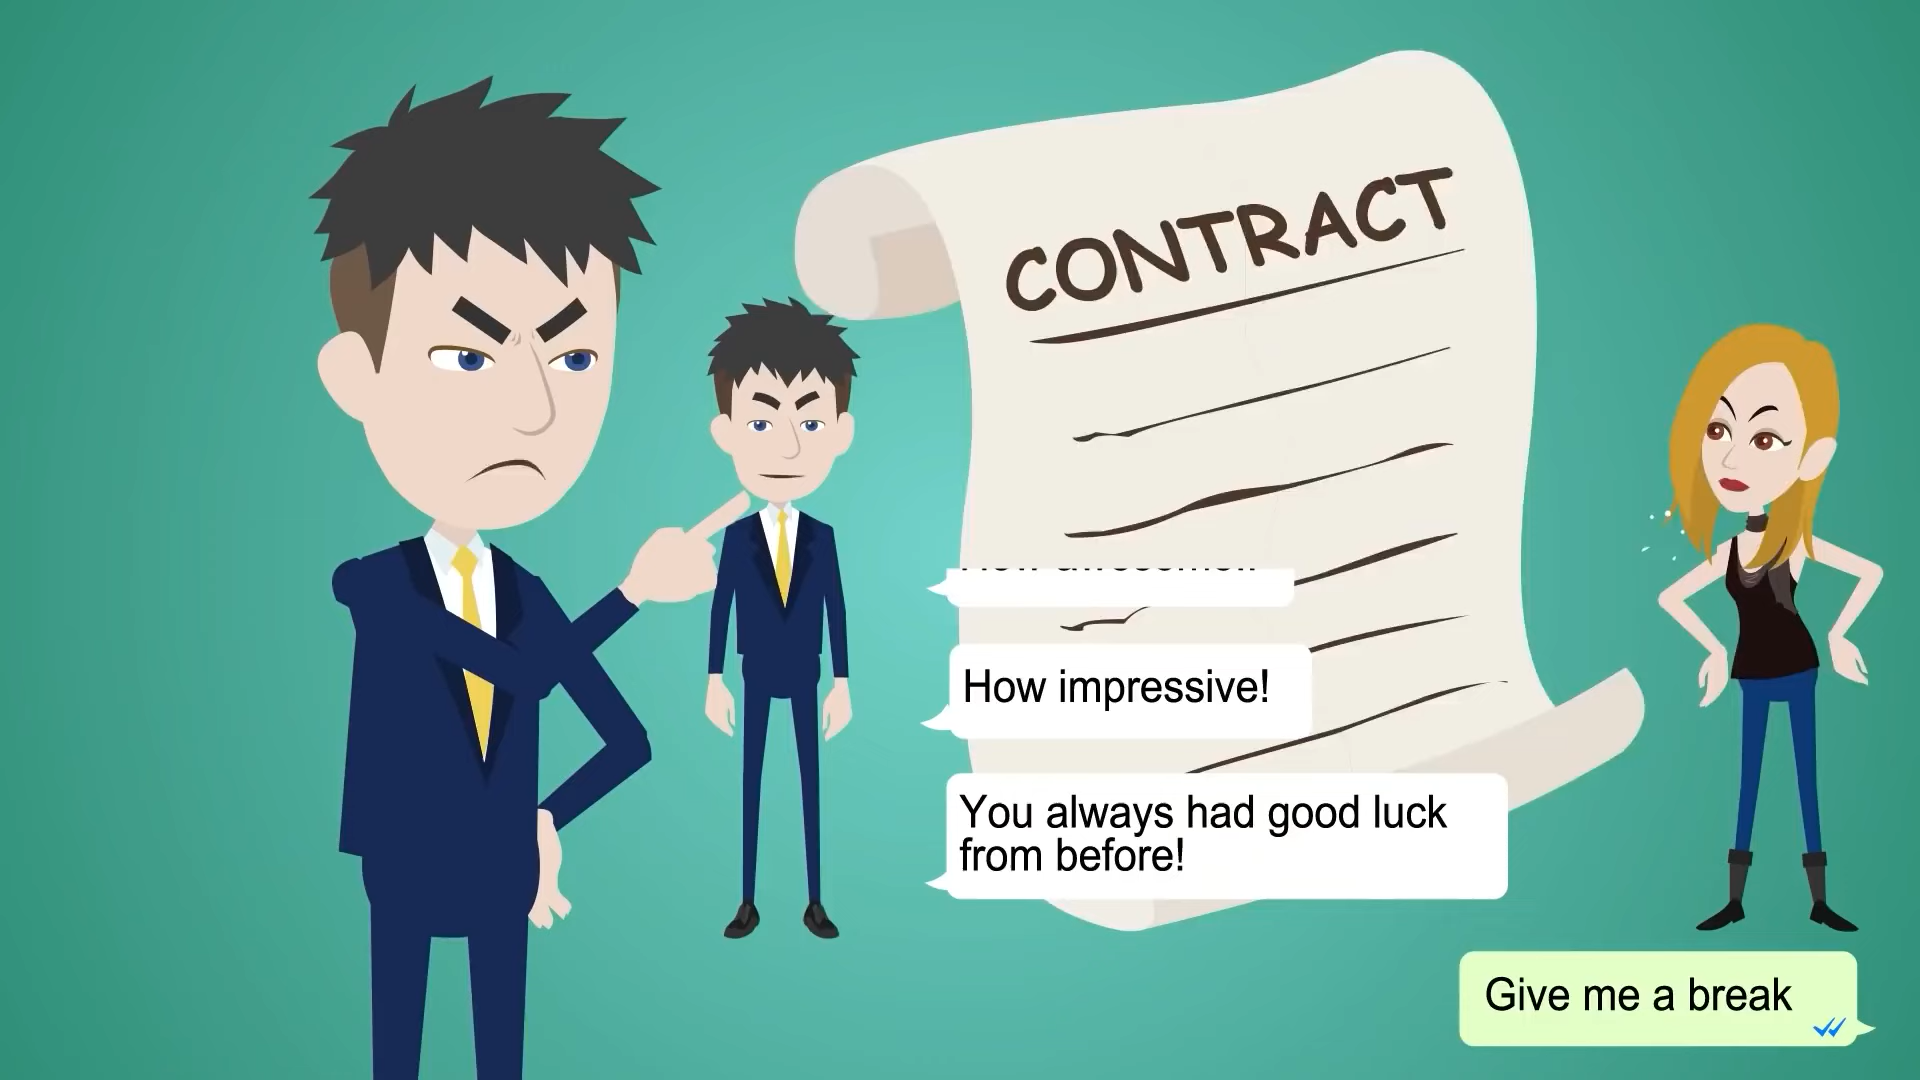 CONTRACT
How impressive!
You always had good luck
from before!
Give me a break